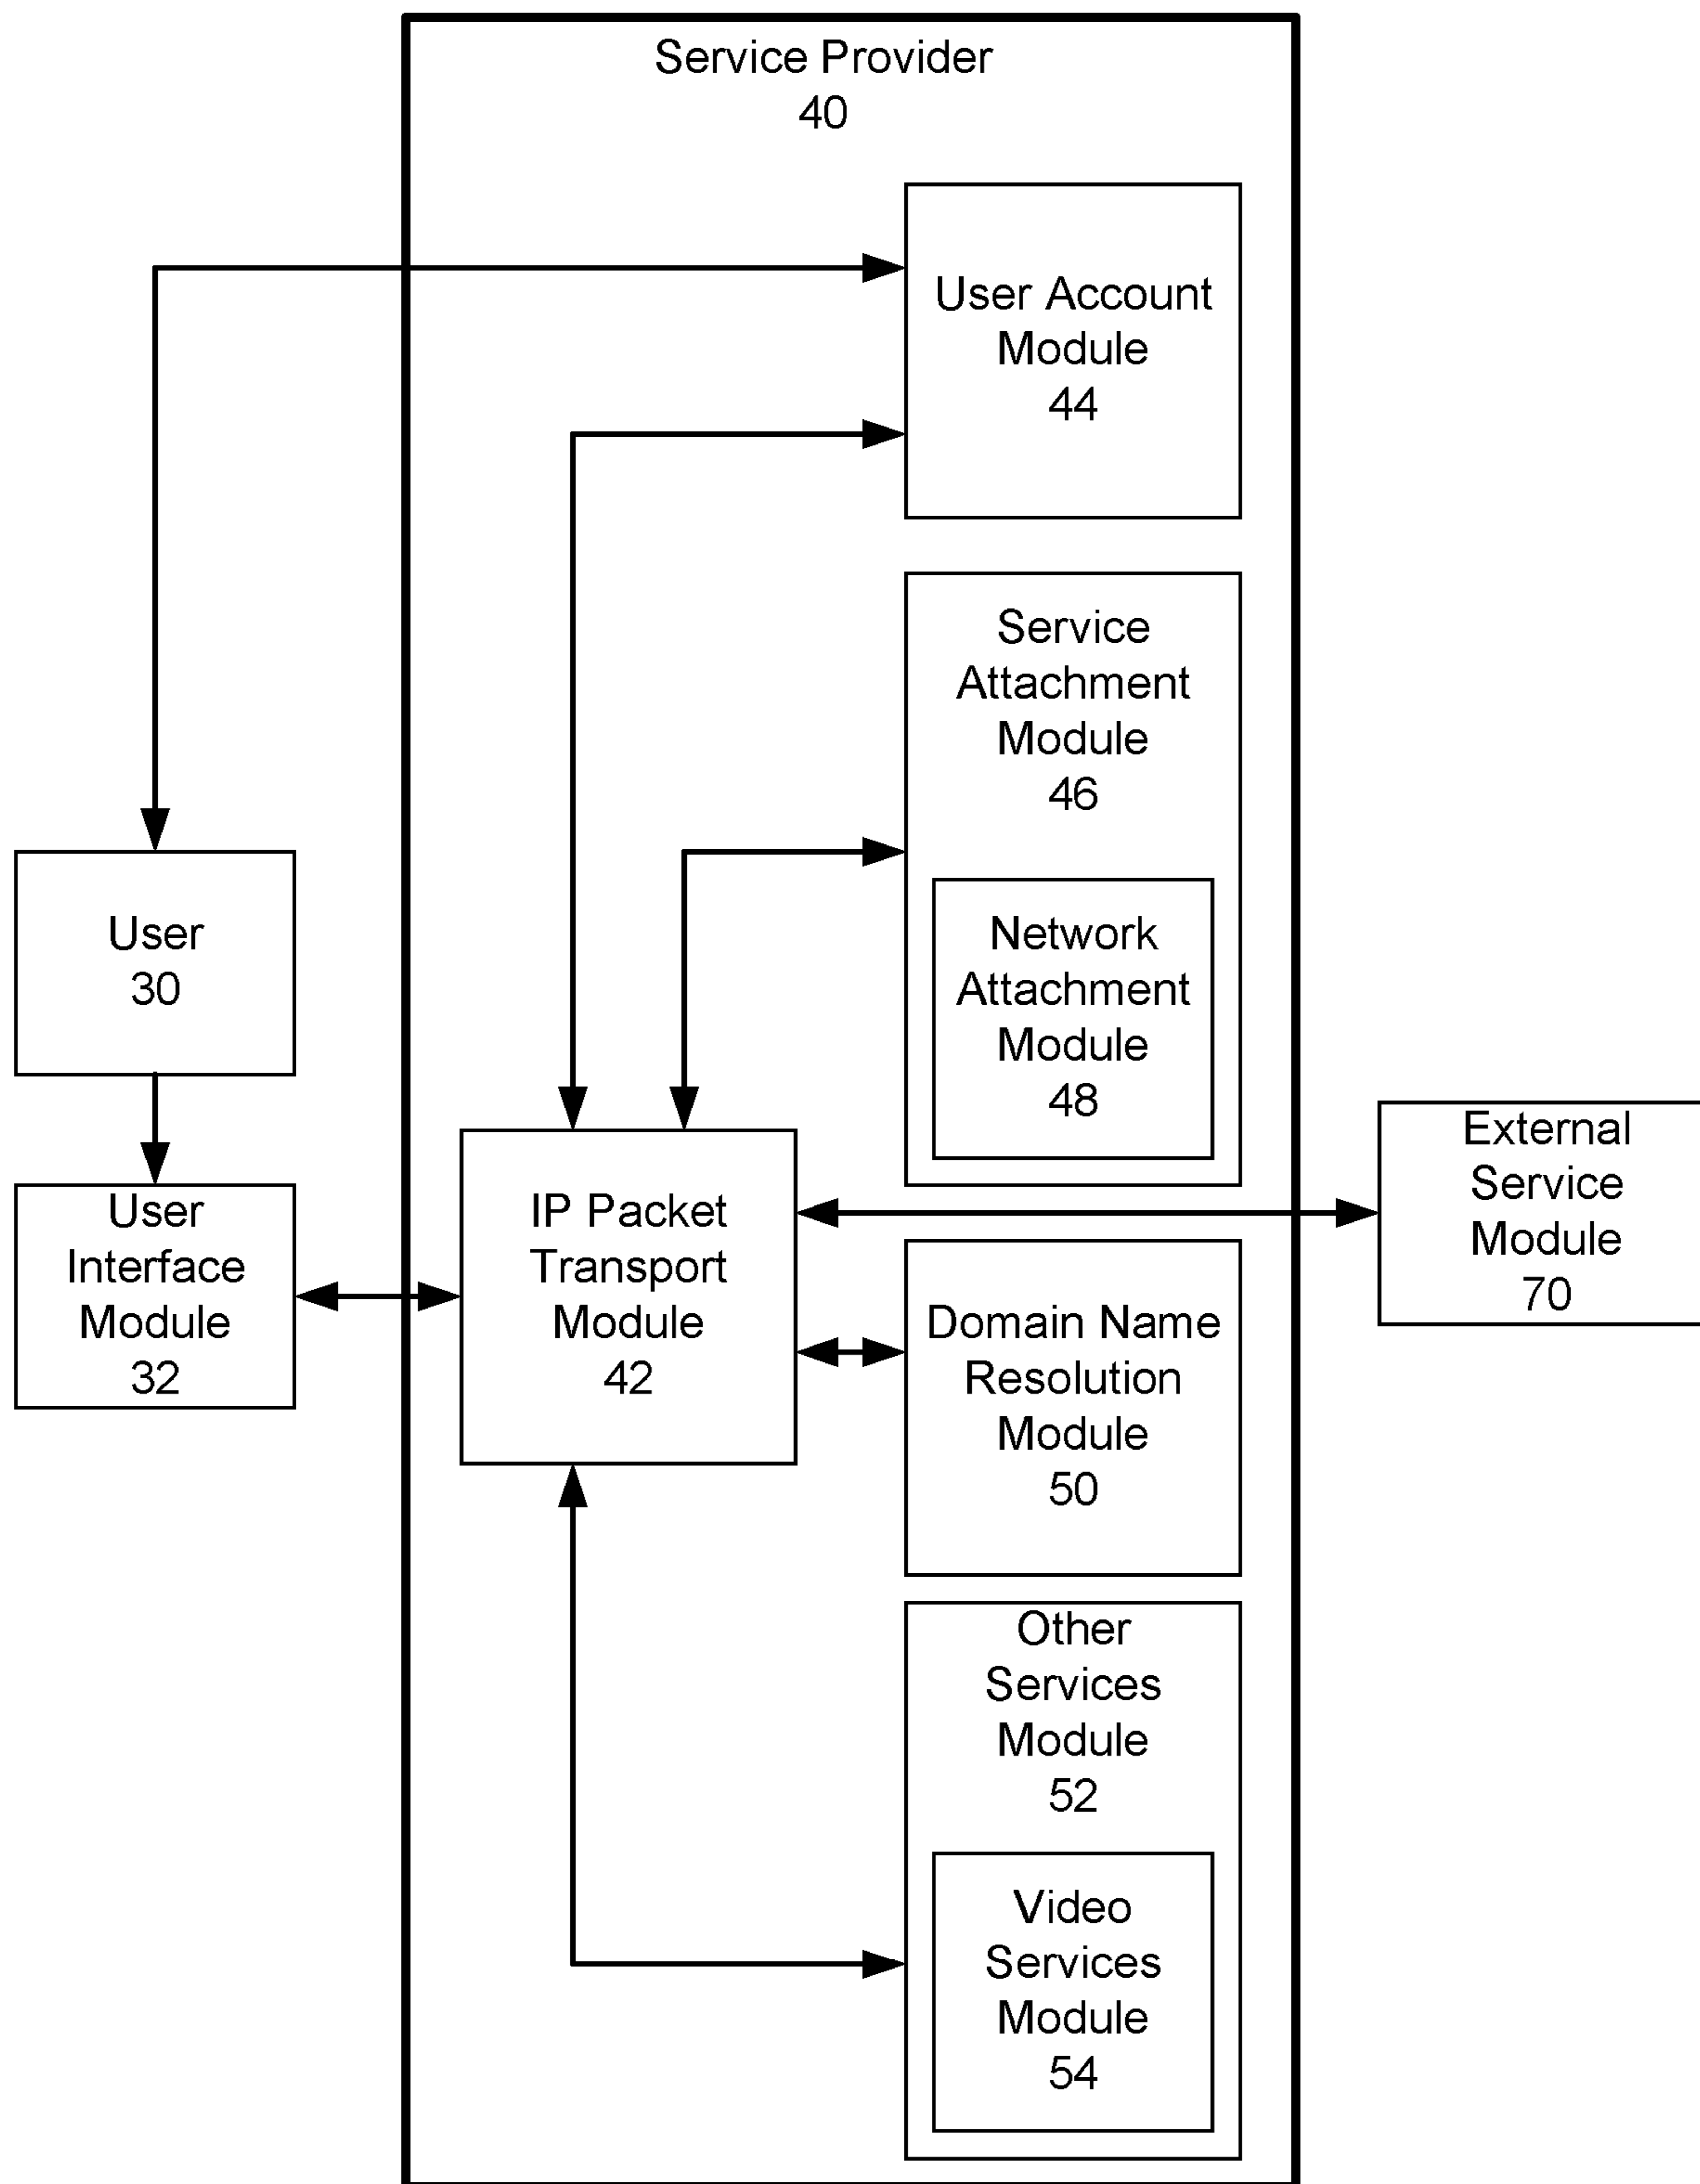 Service Provider
40
User Account
Module
44
Service
Attachment
Module
46
Network
Attachment
Module
48
User
30
User
Interface
Module
32
IP Packet
Transport
Module
42
External
Service
Module
70
Domain Name
Resolution
Module
50
Other
Services
Module
52
Video
Services
Module
54